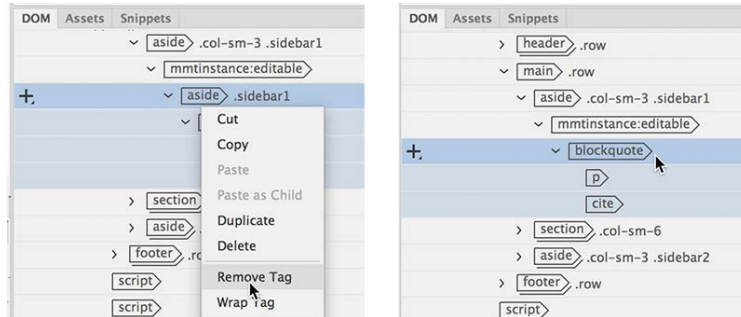 DOM Assets Snippets
aside .col-sm-3 .sidebar1
mmtinstance:editable
aside .sidebar1
Cut
Copy
Paste
Paste as Child
Duplicate
Delete
Remove Tag
Wrap Tag
section
aside
footer .ro
script
script
DOM Assets Snippets
header .row
main .row
aside .col-sm-3 .sidebar1
mmtinstance:editable
blockquote
p
cite
section .col-sm-6
aside .col-sm-3 .sidebar2
footer .row
script